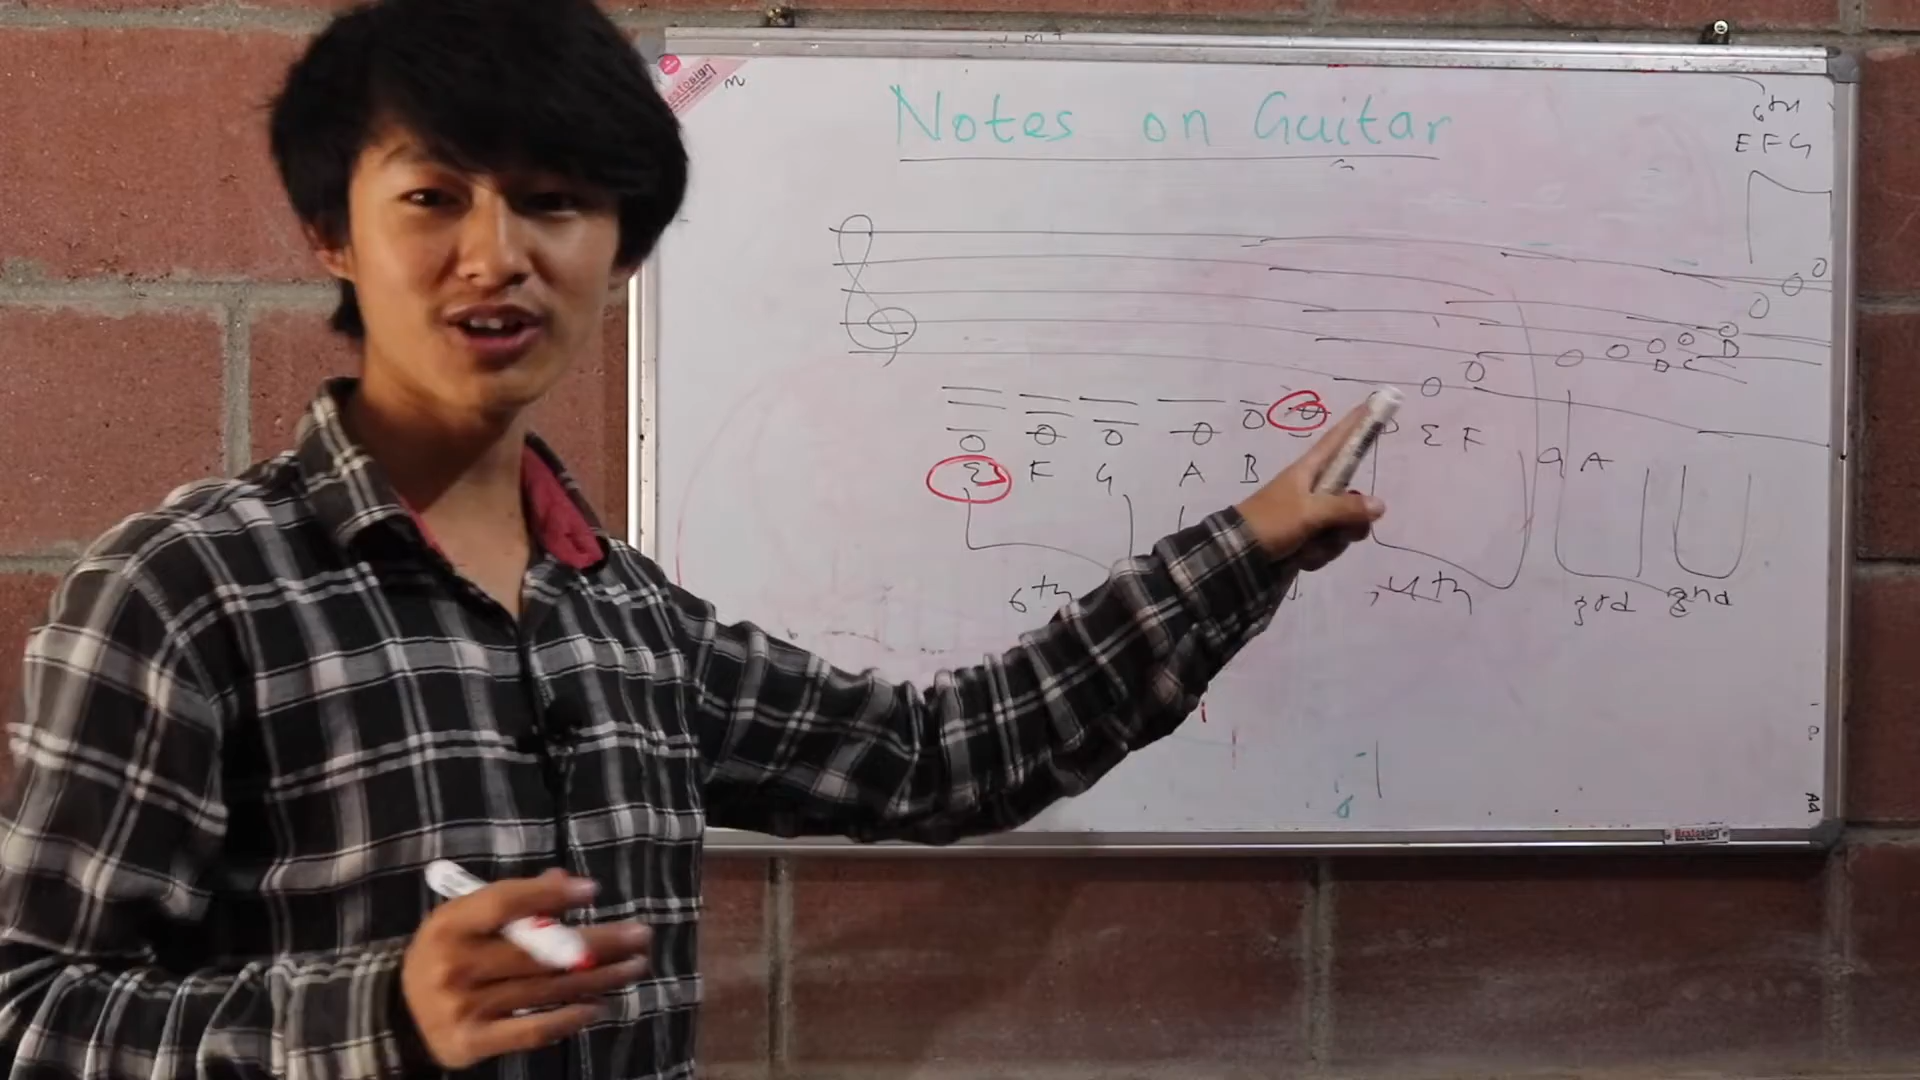 Notes on Guitar
6th
E F G
D C D
E F G A B
E F
G A
6th
4th
3rd 2nd